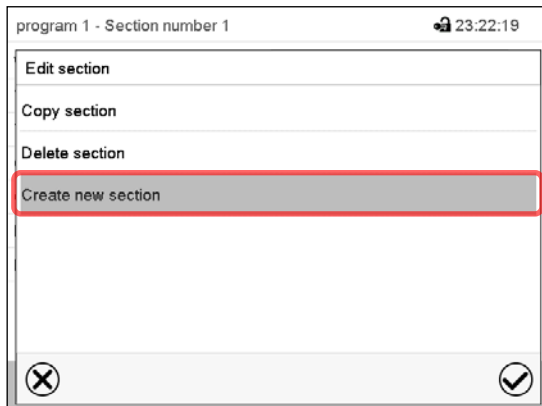 program 1 - Section number 1 23:22:19
Edit section
Copy section
Delete section
Create new section